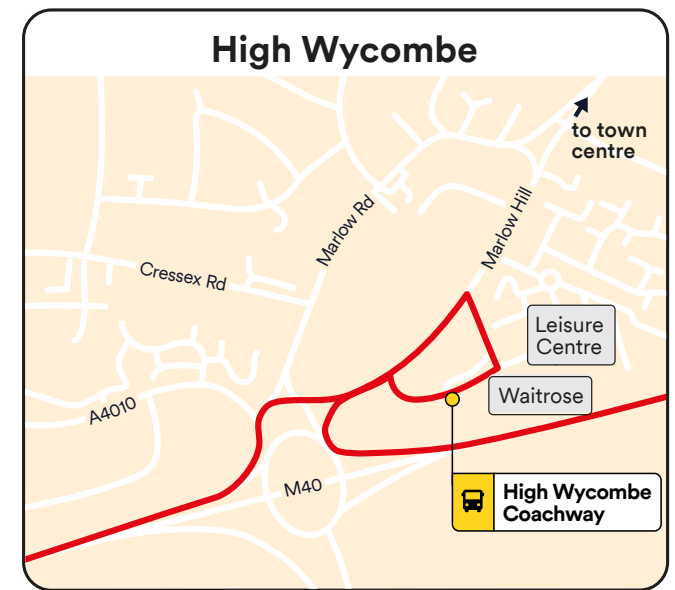 High Wycombe
to town
centre
Marlow Rd
Marlow Hill
Cressex Rd
Leisure
Centre
Waitrose
A4010
M40
High Wycombe
Coachway